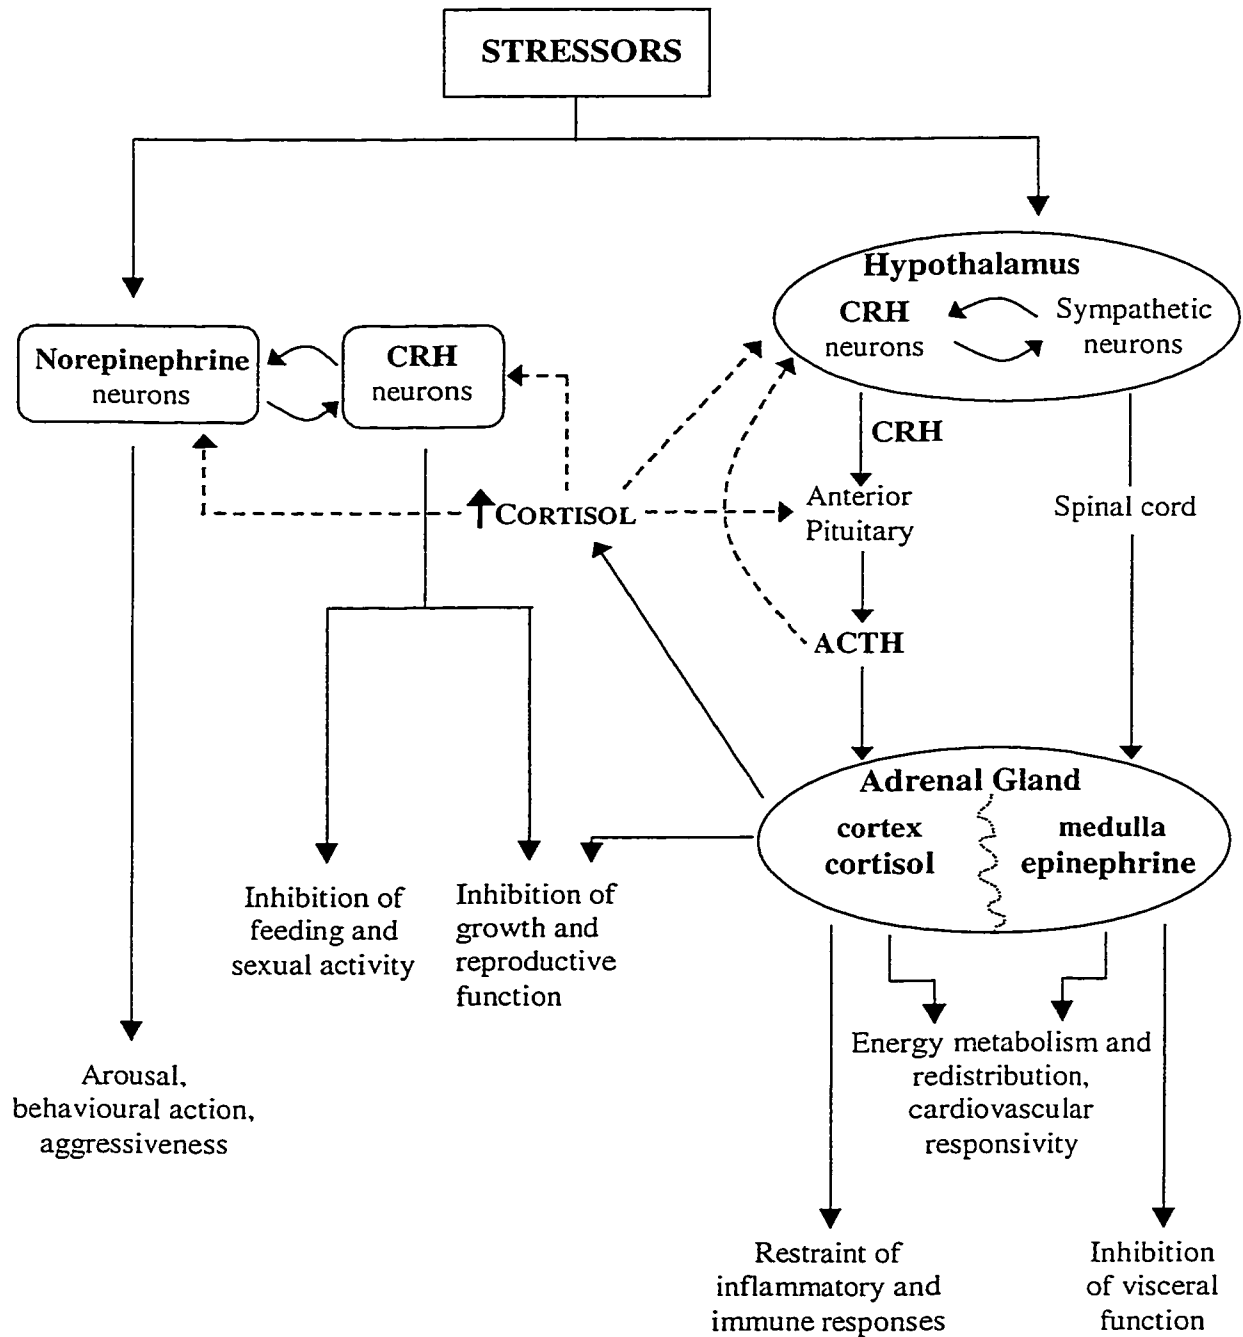 STRESSORS
Hypothalamus
CRH
neurons
Sympathetic
neurons
Norepinephrine
neurons
CRH
neurons
CRH
CORTISOL
Anterior
Pituitary
Spinal cord
ACTH
Adrenal Gland
cortex
cortisol
medulla
epinephrine
Inhibition of
feeding and
sexual activity
Inhibition of
growth and
reproductive
function
Arousal,
behavioural action,
aggressiveness
Energy metabolism and
redistribution,
cardiovascular
responsivity
Restraint of
inflammatory and
immune responses
Inhibition
of visceral
function